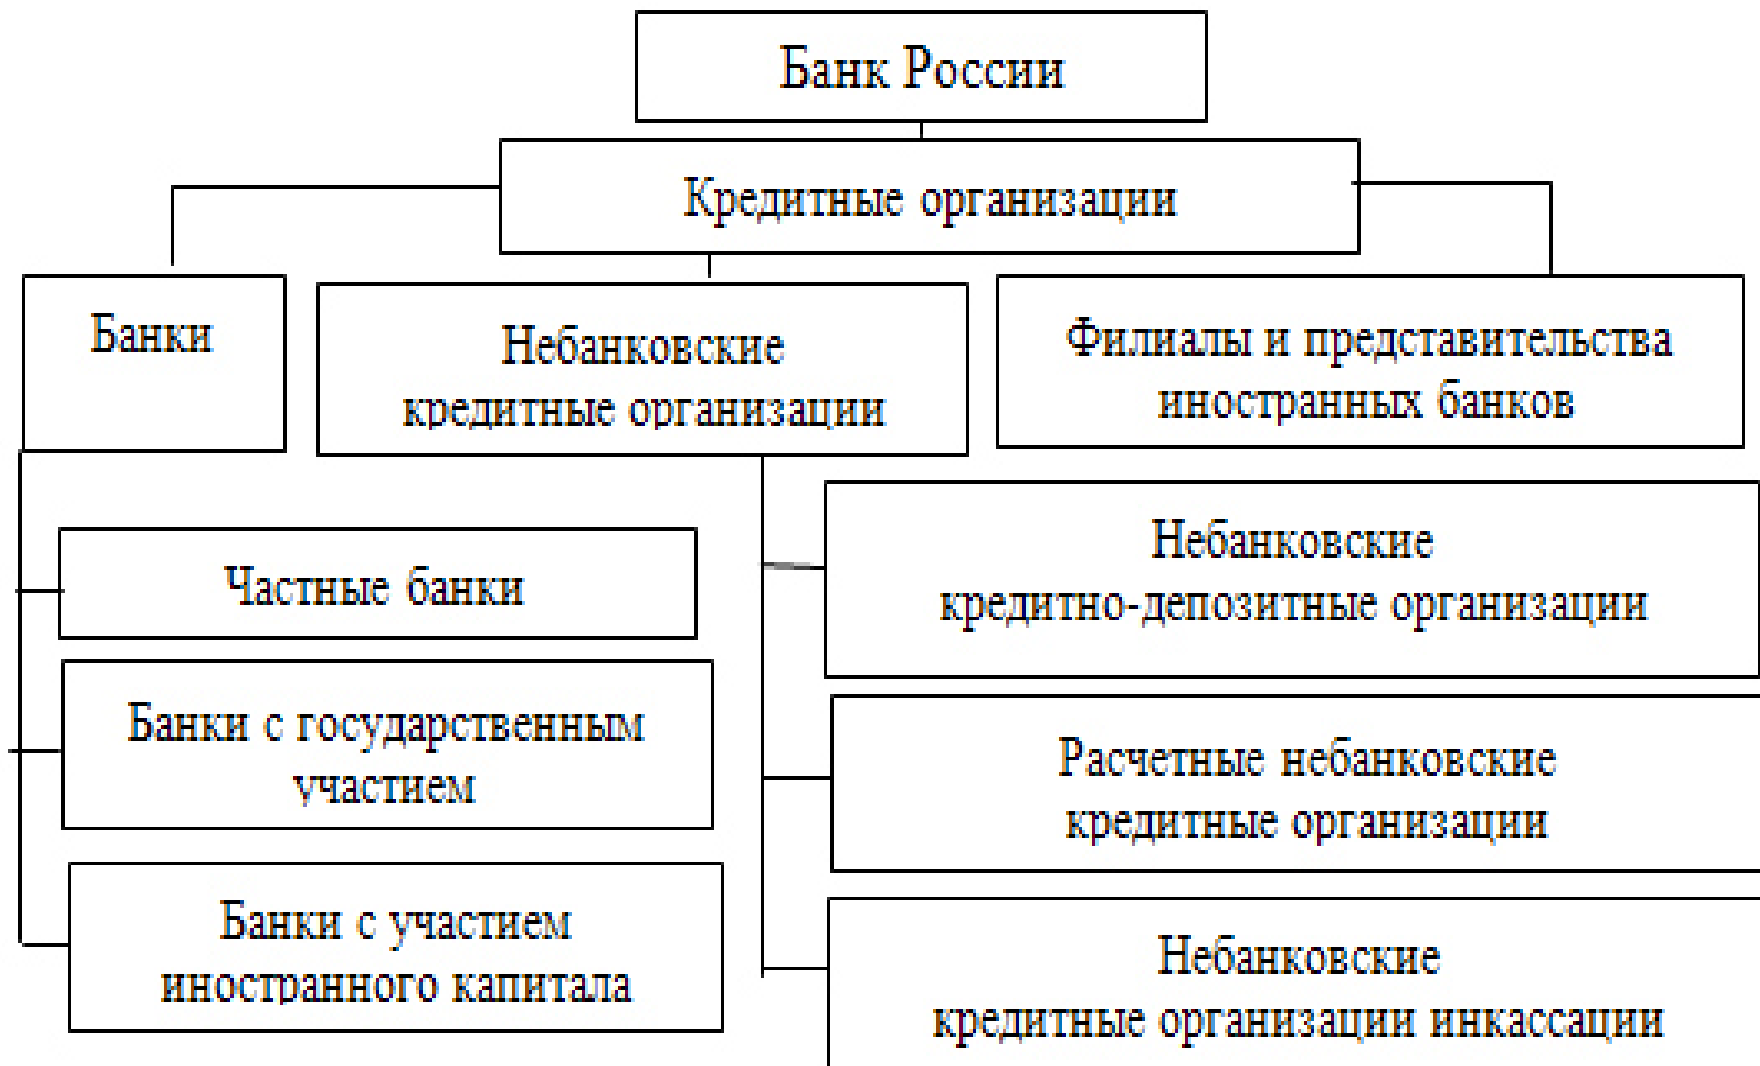 Банк России
Кредитные организации
Банки
Небанковские
кредитные организации
Филиалы и представительства
иностранных банков
Частные банки
Банки с государственным
участием
Банки с участием
иностранного капитала
Небанковские
кредитно-депозитные организации
Расчетные небанковские
кредитные организации
Небанковские
кредитные организации инкассации